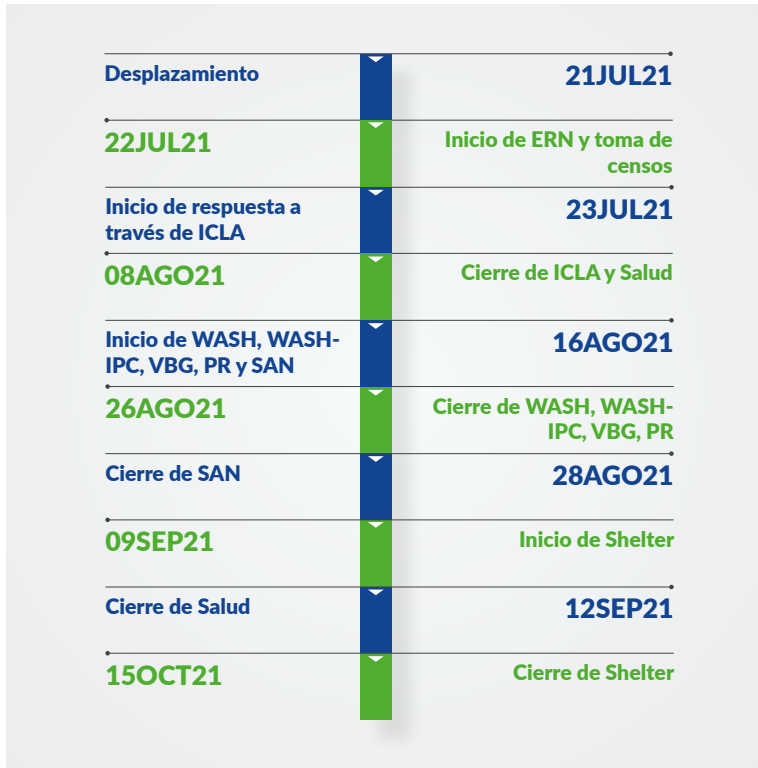 Desplazamiento
21JUL21
22JUL21
Inicio de ERN y toma de
censos
Inicio de respuesta a
través de ICLA
23JUL21
08AGO21
Cierre de ICLA y Salud
Inicio de WASH, WASH-
IPC, VBG, PR y SAN
16AGO21
26AGO21
Cierre de WASH, WASH-
IPC, VBG, PR
Cierre de SAN
28AGO21
09SEP21
Inicio de Shelter
Cierre de Salud
12SEP21
15OCT21
Cierre de Shelter